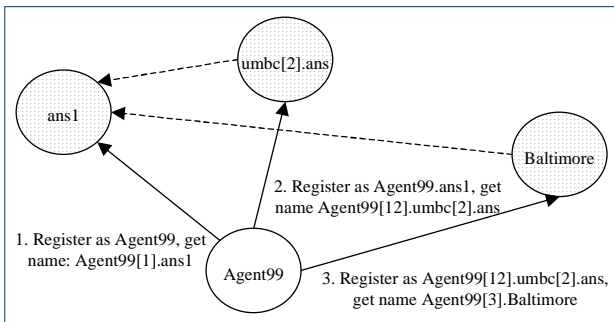 umbc[2].ans
ans1
Baltimore
2. Register as Agent99.ans1, get
name Agent99[12].umbc[2].ans
1. Register as Agent99, get
name: Agent99[1].ans1
Agent99
3. Register as Agent99[12].umbc[2].ans,
get name Agent99[3].Baltimore